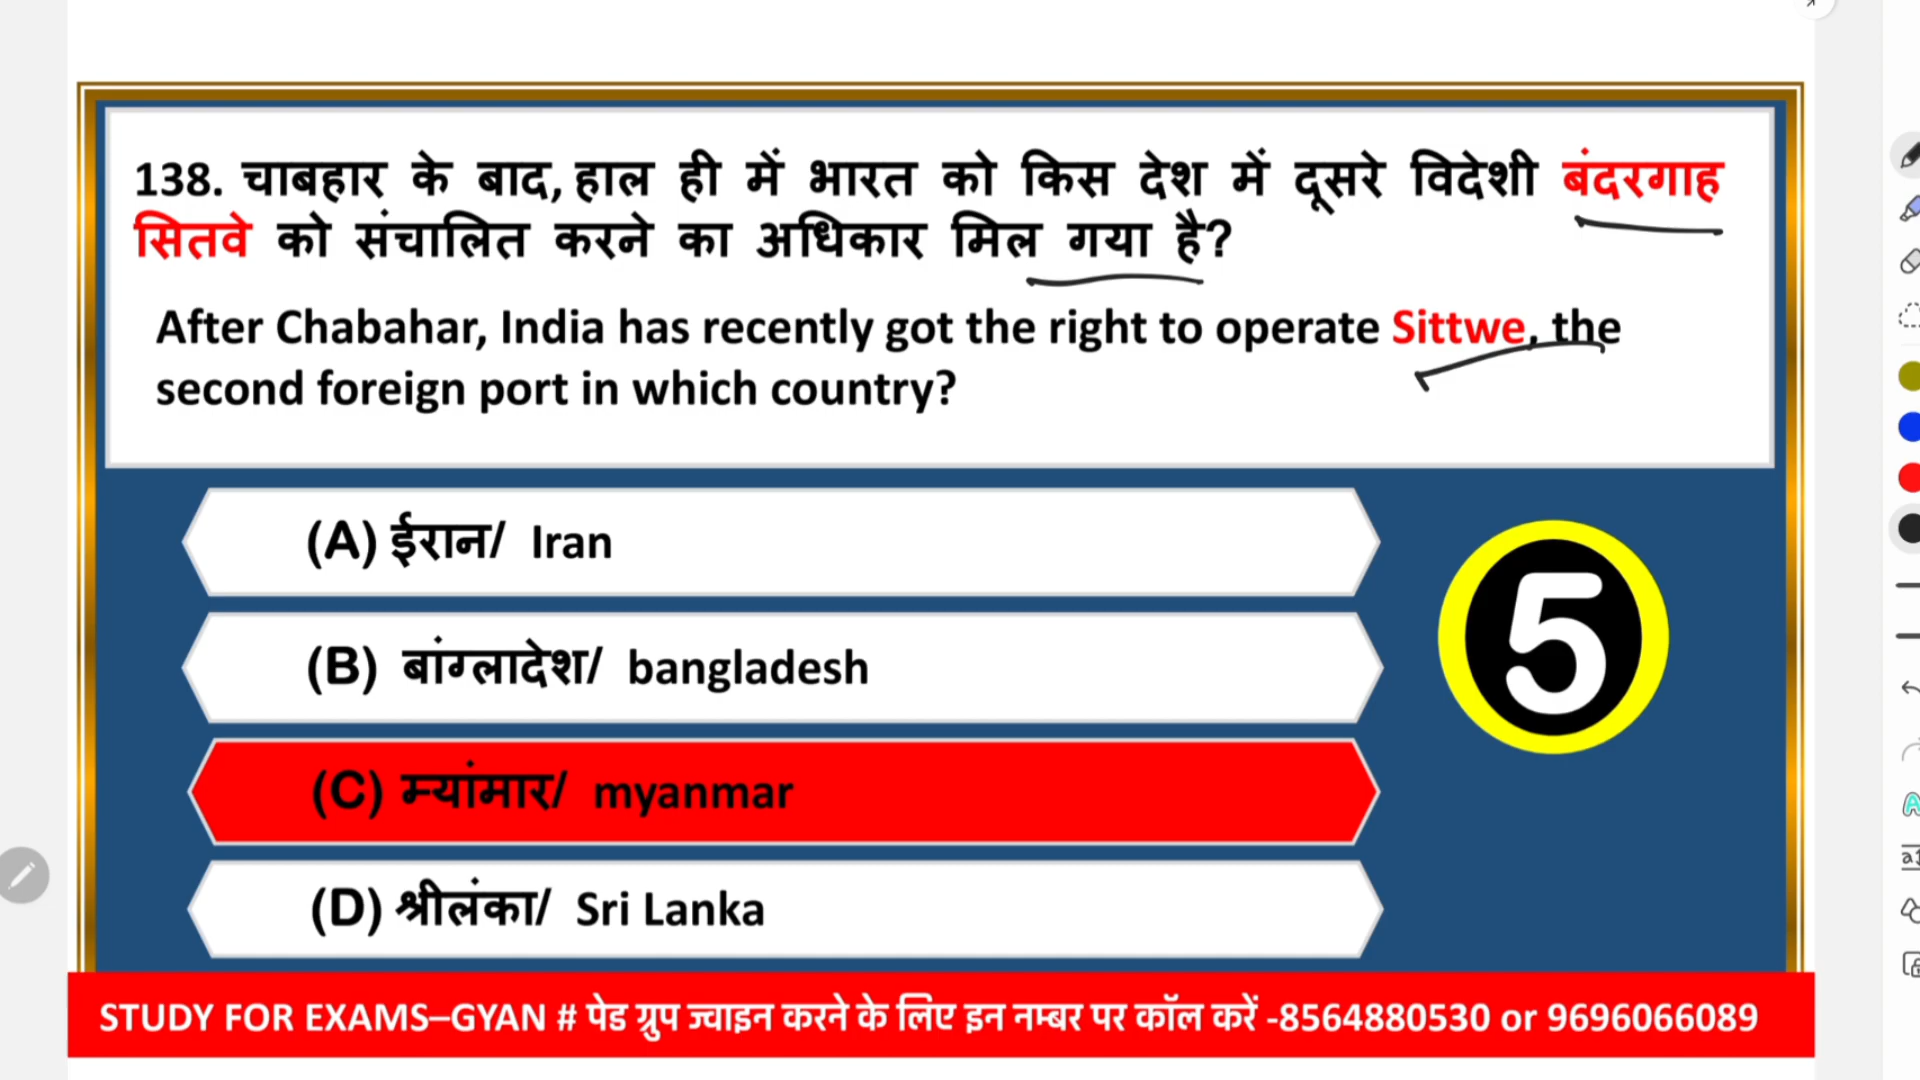 138. चाबहार के बाद, हाल ही में भारत को किस देश में दूसरे विदेशी बंदरगाह
सितवे को संचालित करने का अधिकार मिल गया है?
After Chabahar, India has recently got the right to operate Sittwe, the
second foreign port in which country?
(A) ईरान/ Iran
(B) बांग्लादेश/ bangladesh
5
(C) म्यांमार/ myanmar
(D) श्रीलंका/ Sri Lanka
STUDY FOR EXAMS–GYAN # पेड ग्रुप ज्वाइन करने के लिए इन नम्बर पर कॉल करें -8564880530 or 9696066089